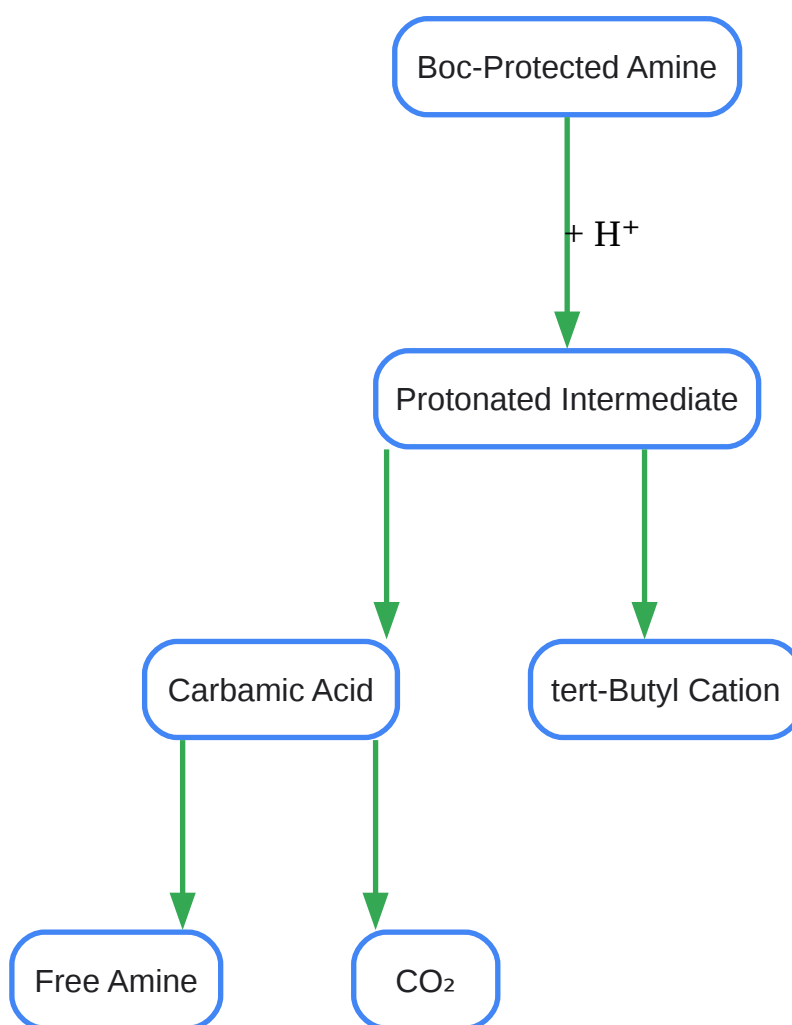 Boc-Protected Amine
+ H⁺
Protonated Intermediate
Carbamic Acid
tert-Butyl Cation
Free Amine
CO₂